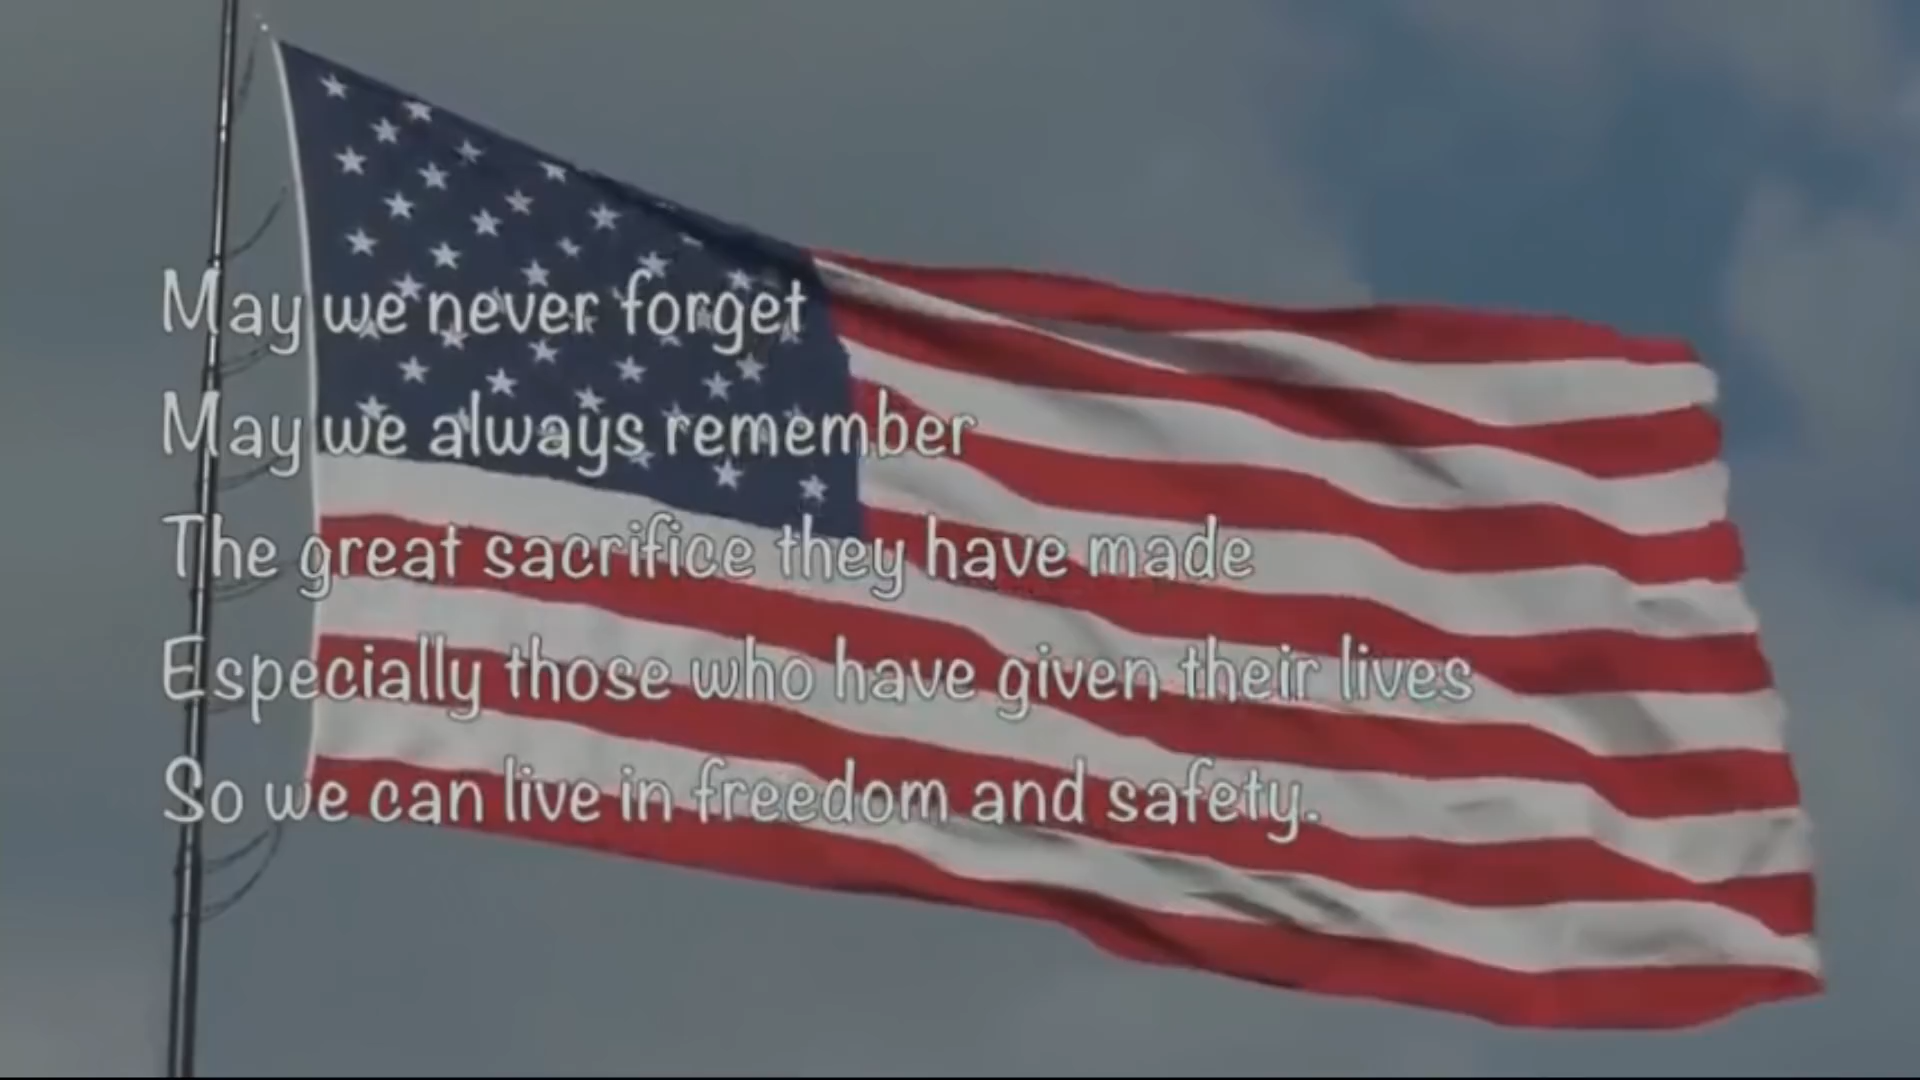 May we never forget
May we always remember
The great sacrifice they have made
Especially those who have given their lives
So we can live in freedom and safety.